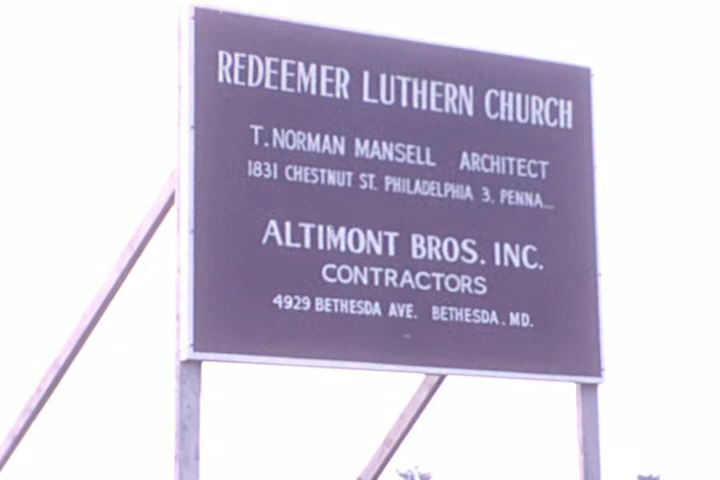 REDEEMER LUTHERN CHURCH
T. NORMAN MANSELL ARCHITECT
1831 CHESTNUT ST. PHILADELPHIA 3, PENNA.
ALTIMONT BROS. INC.
CONTRACTORS
4929 BETHESDA AVE. BETHESDA, MD.